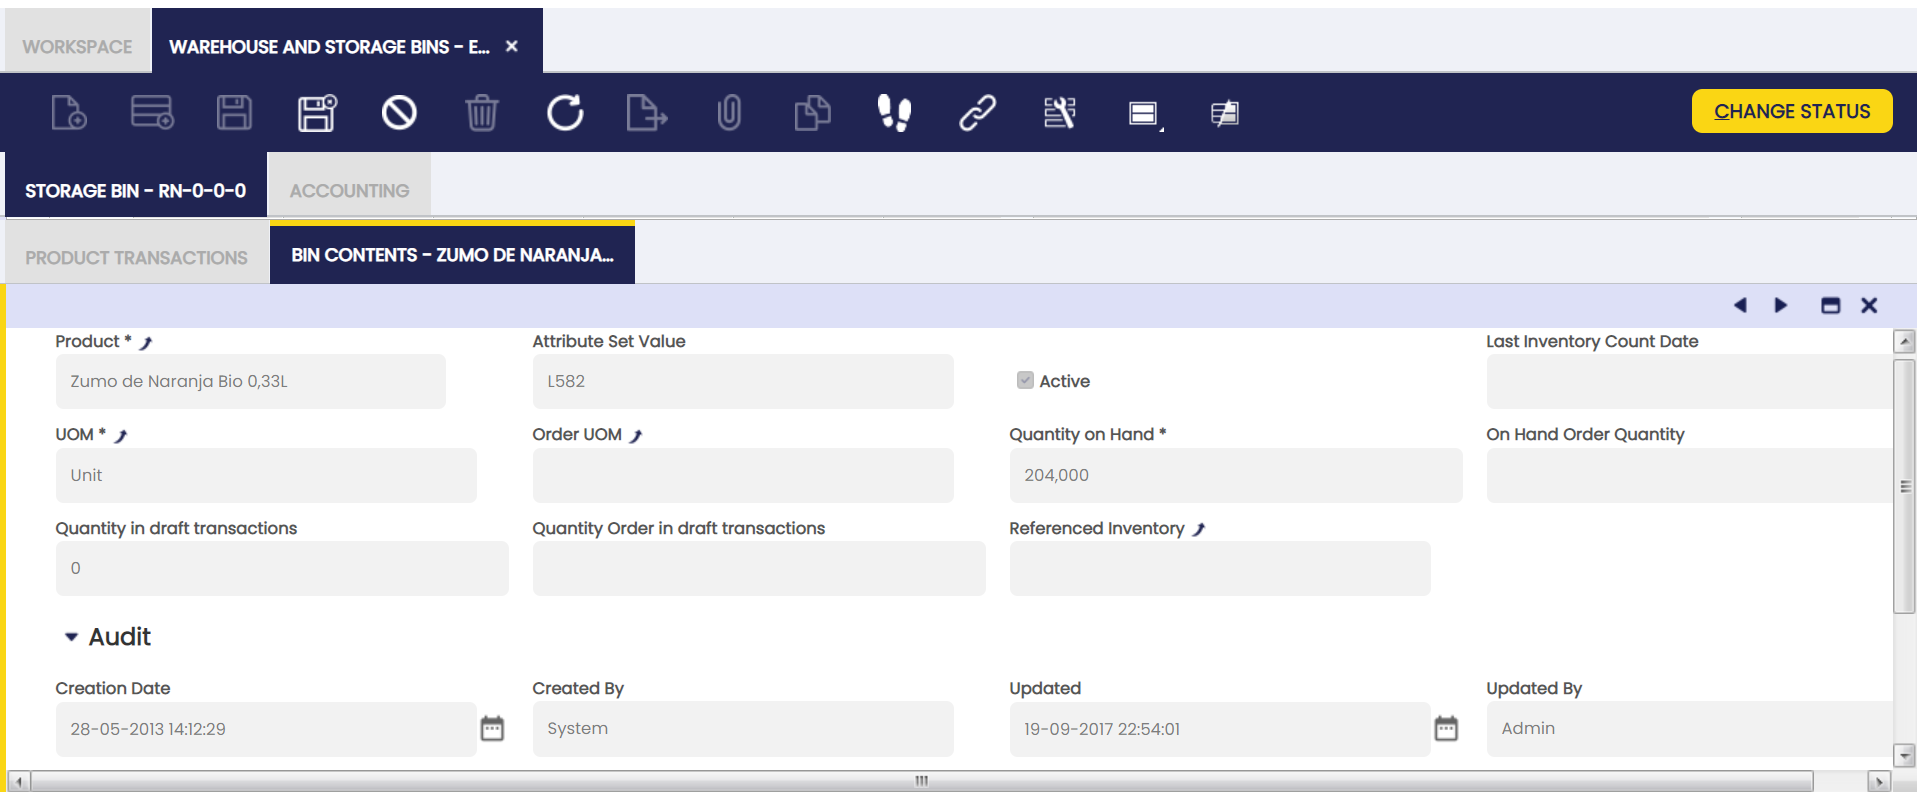 WORKSPACE WAREHOUSE AND STORAGE BINS - E...
CHANGE STATUS
STORAGE BIN - RN-0-0-0 ACCOUNTING
PRODUCT TRANSACTIONS BIN CONTENTS - ZUMO DE NARANJA...
Product * Attribute Set Value Last Inventory Count Date
Zumo de Naranja Bio 0,33L L582 Active
UOM * Order UOM Quantity on Hand * On Hand Order Quantity
Unit 204,000
Quantity in draft transactions Quantity Order in draft transactions Referenced Inventory
0
Audit
Creation Date Created By Updated Updated By
28-05-2013 14:12:29 System 19-09-2017 22:54:01 Admin